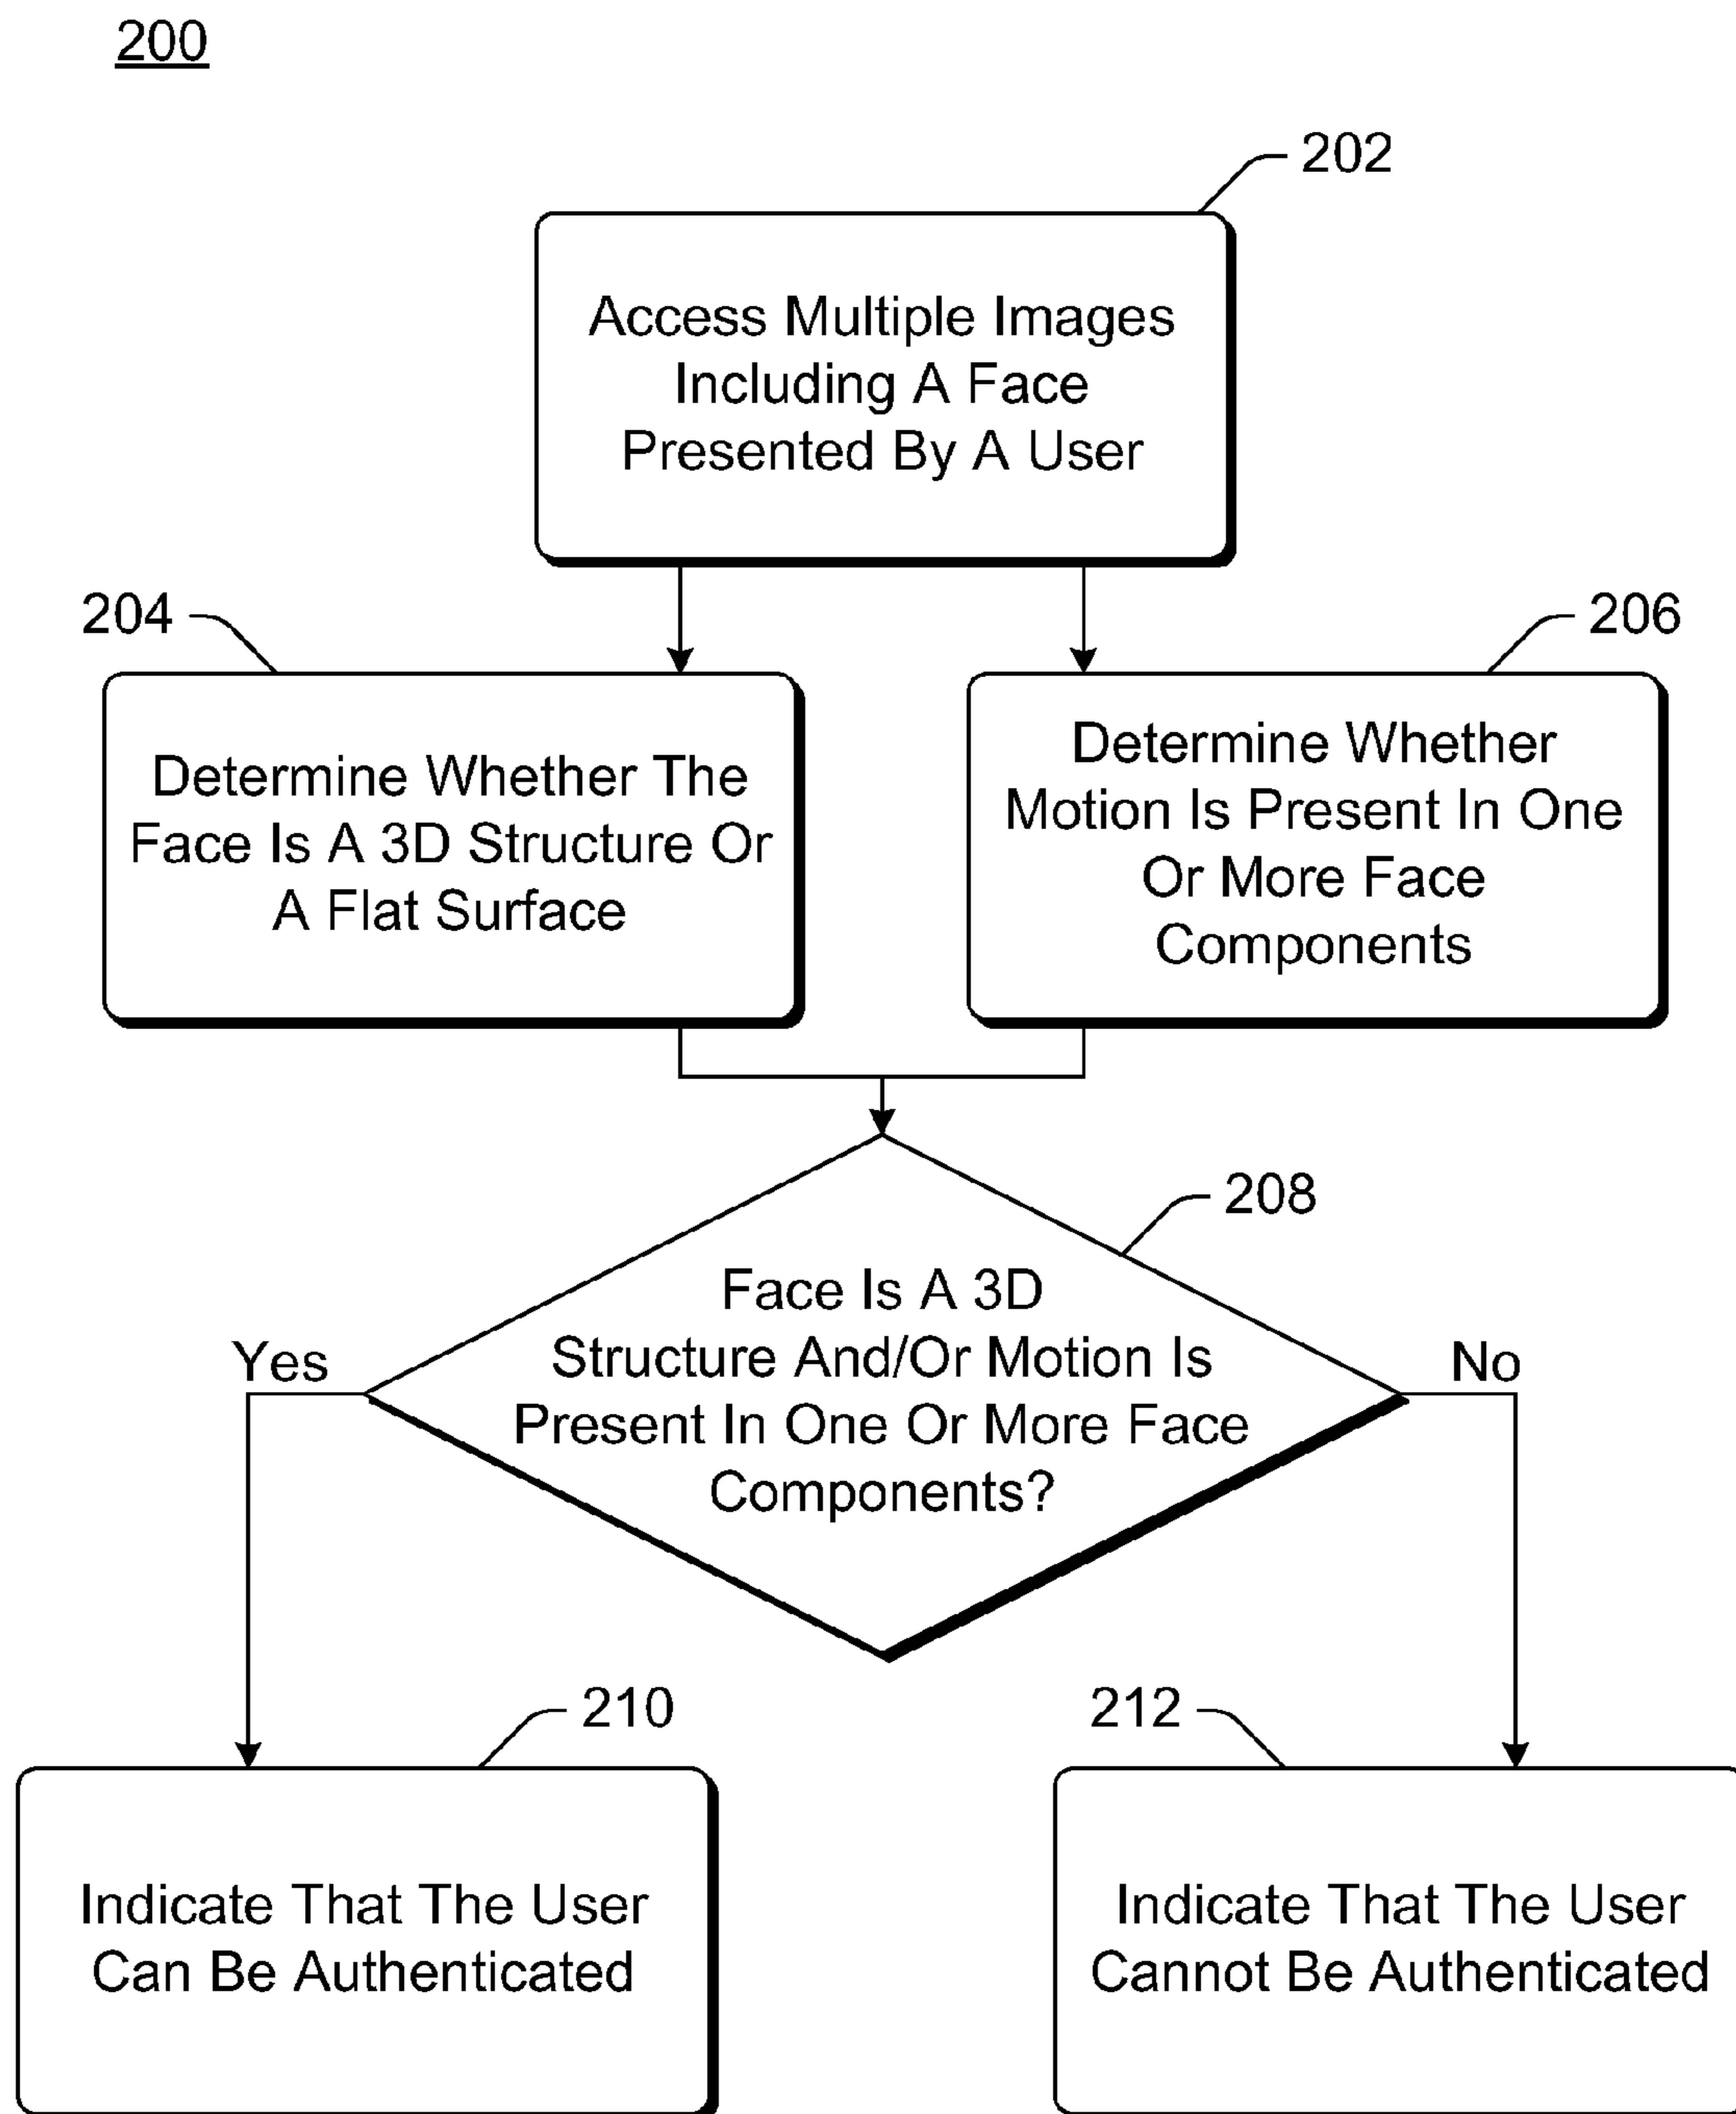 200
202
Access Multiple Images
Including A Face
Presented By A User
204
206
Determine Whether The
Face Is A 3D Structure Or
A Flat Surface
Determine Whether
Motion Is Present In One
Or More Face
Components
208
Face Is A 3D
Structure And/Or Motion Is
Present In One Or More Face
Components?
Yes
No
210
212
Indicate That The User
Can Be Authenticated
Indicate That The User
Cannot Be Authenticated